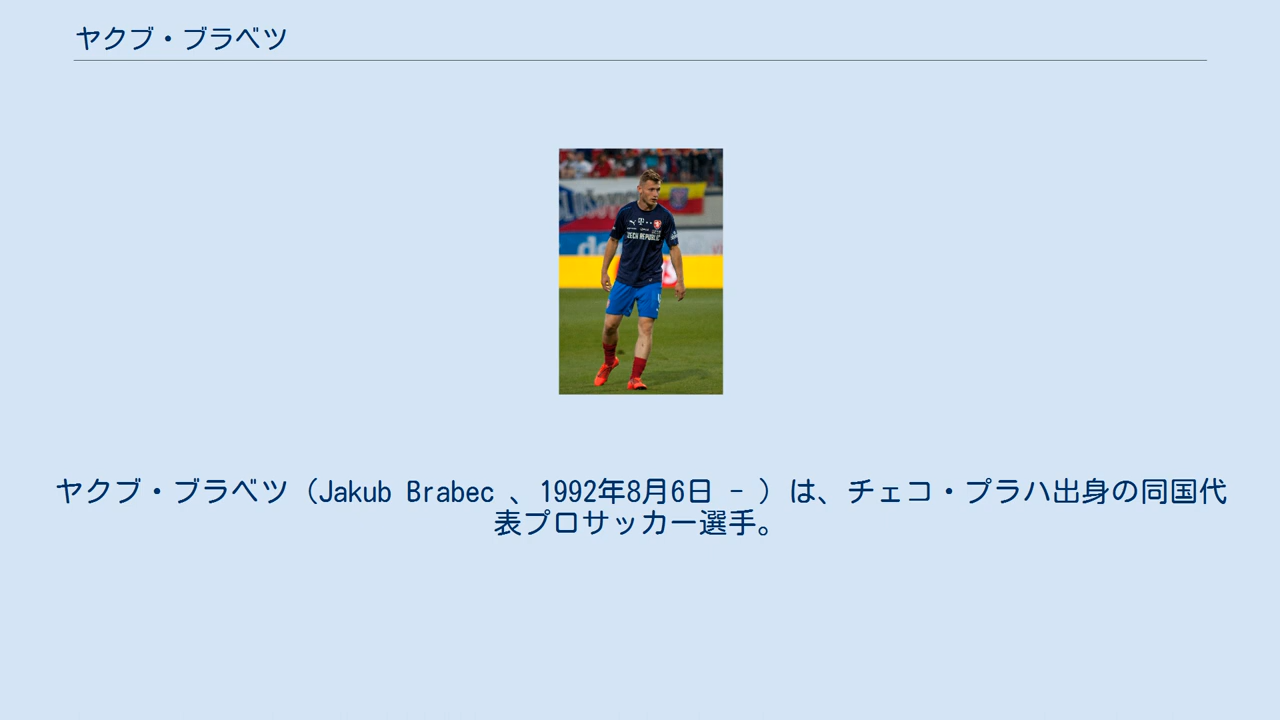 ヤクブ・ブラベツ
ZECH REPUBLIC
ヤクブ・ブラベツ（Jakub Brabec 、1992年8月6日 - ）は、チェコ・プラハ出身の同国代
表プロサッカー選手。